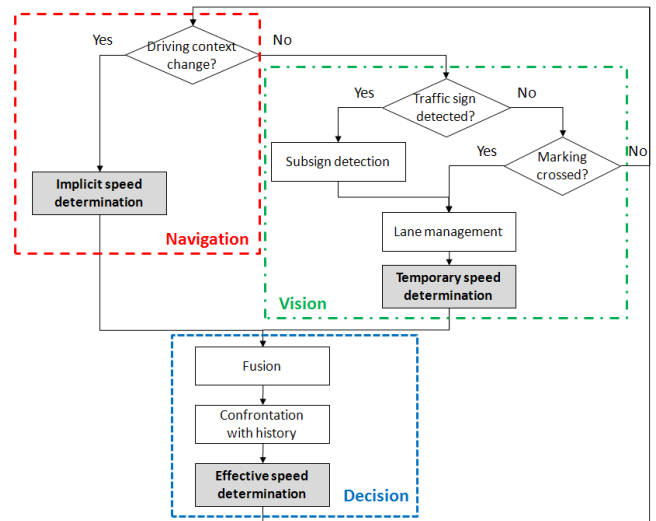 Yes
Driving context
change?
No
Yes
Traffic sign
detected?
No
Subsign detection
Yes
Marking
crossed?
No
Implicit speed
determination
Navigation
Lane management
Temporary speed
determination
Vision
Fusion
Confrontation
with history
Effective speed
determination
Decision